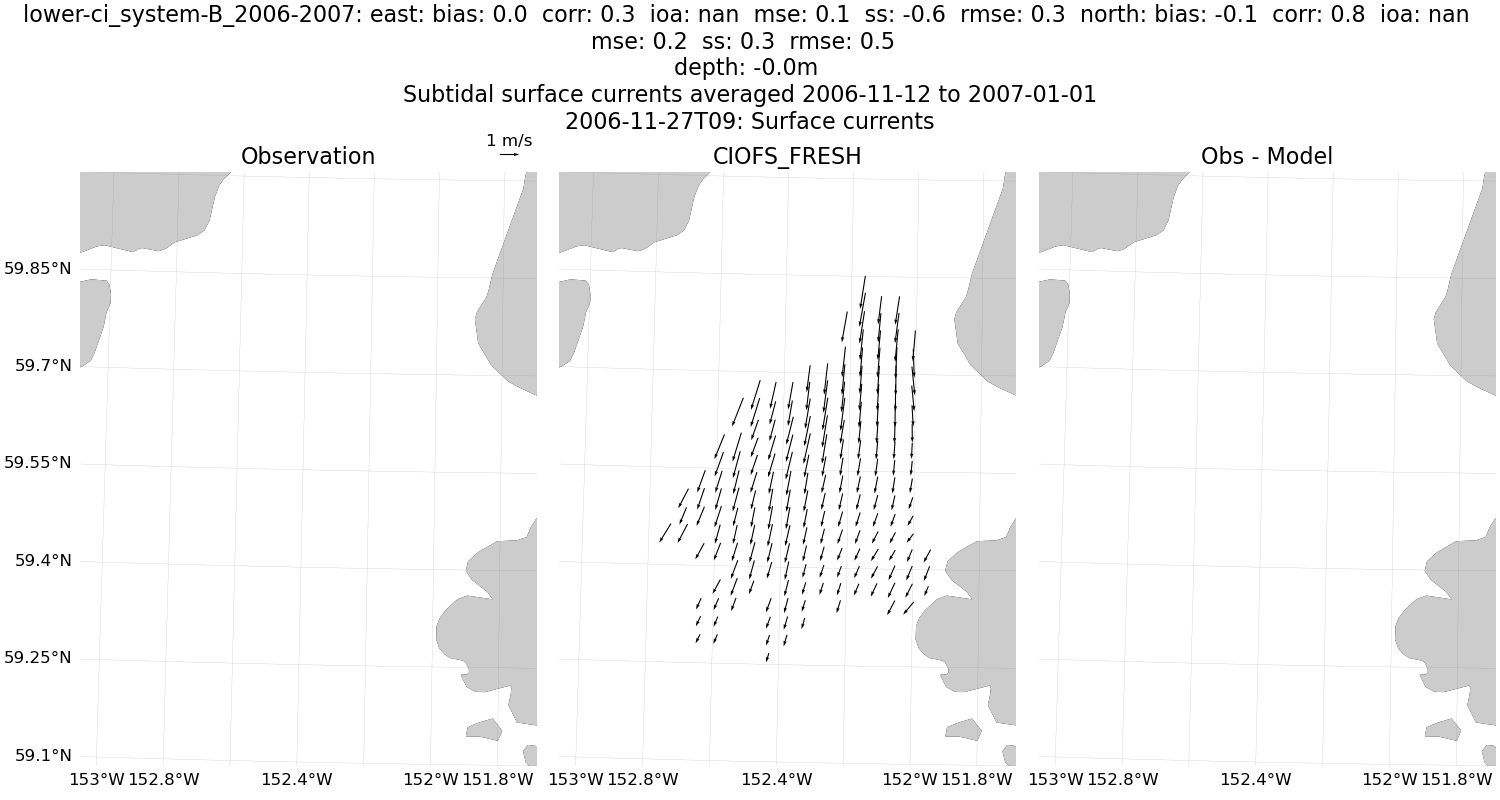 lower-ci_system-B_2006-2007: east: bias: 0.0  corr: 0.3  ioa: nan  mse: 0.1  ss: -0.6  rmse: 0.3  north: bias: -0.1  corr: 0.8  ioa: nan
mse: 0.2  ss: 0.3  rmse: 0.5
depth: -0.0m
Subtidal surface currents averaged 2006-11-12 to 2007-01-01
2006-11-27T09: Surface currents
1 m/s
Observation
CIOFS_FRESH
Obs - Model
59.85°N
59.7°N
59.55°N
59.4°N
59.25°N
59.1°N
153°W 152.8°W 152.4°W 152°W 151.8°W
153°W 152.8°W 152.4°W 152°W 151.8°W
153°W 152.8°W 152.4°W 152°W 151.8°W